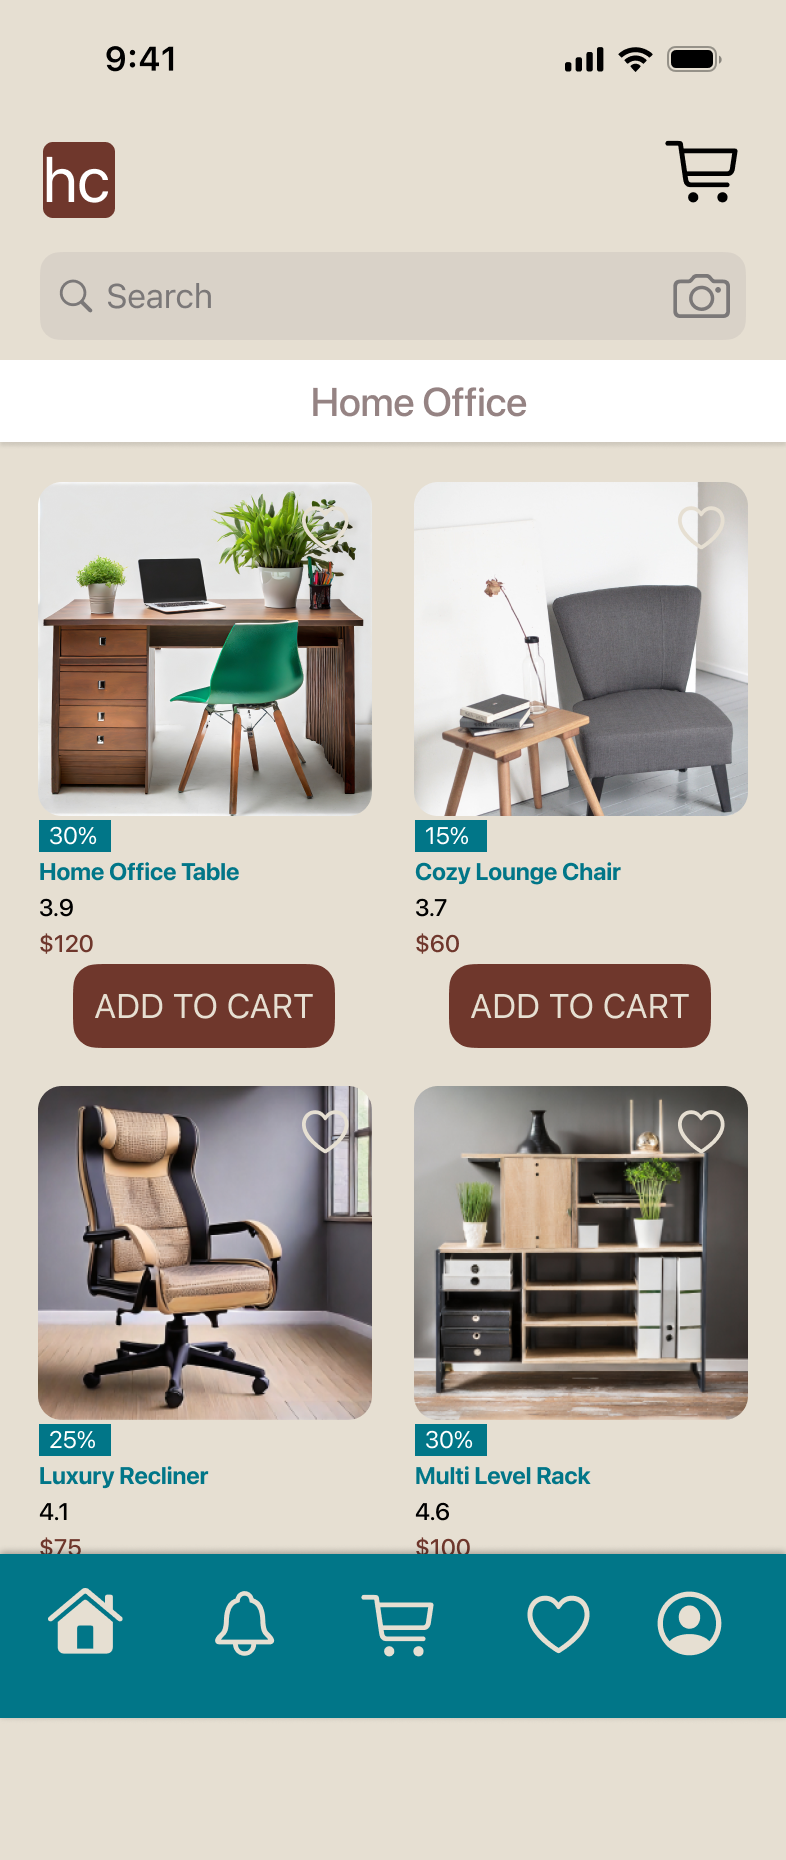 9:41
hc
Search
Home Office
30%
Home Office Table
3.9
$120
ADD TO CART
15%
Cozy Lounge Chair
3.7
$60
ADD TO CART
25%
Luxury Recliner
4.1
$75
30%
Multi Level Rack
4.6
$100